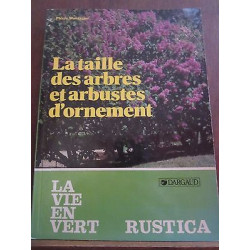 La taille
des arbres
et arbustes
d'ornement
DARGAUD
LA
VIE
EN
VERT
RUSTICA